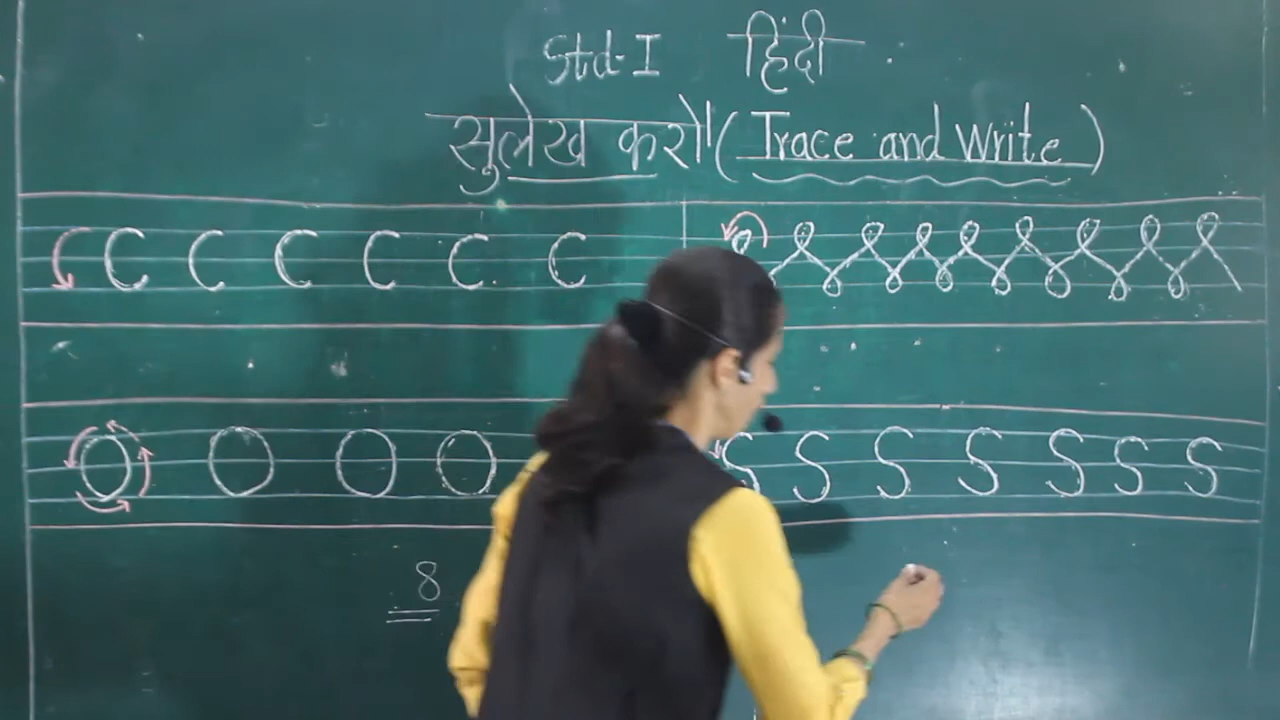 Std-I हिंदी
सुलेख करो। (Trace and Write)
C C C C C C
O O O O S S S S S S S
8